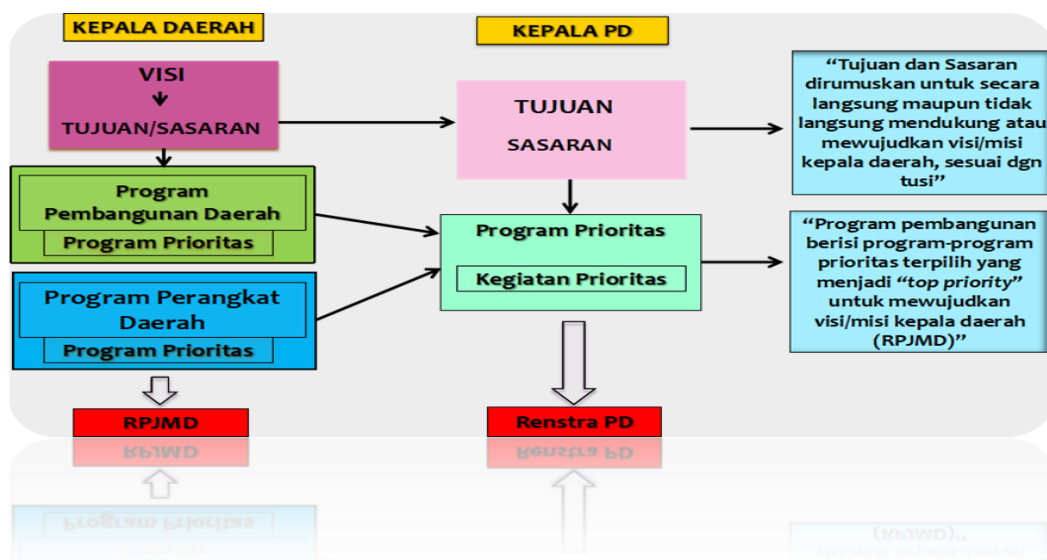 KEPALA DAERAH
VISI
TUJUAN/SASARAN
Program
Pembangunan Daerah
Program Prioritas
Program Perangkat
Daerah
Program Prioritas
RPJMD
KEPALA PD
TUJUAN
SASARAN
Program Prioritas
Kegiatan Prioritas
Renstra PD
“Tujuan dan Sasaran
dirumuskan untuk secara
langsung maupun tidak
langsung mendukung atau
mewujudkan visi/misi
kepala daerah, sesuai dgn
tusi”
“Program pembangunan
berisi program-program
prioritas terpilih yang
menjadi “top priority”
untuk mewujudkan
visi/misi kepala daerah
(RPJMD)”